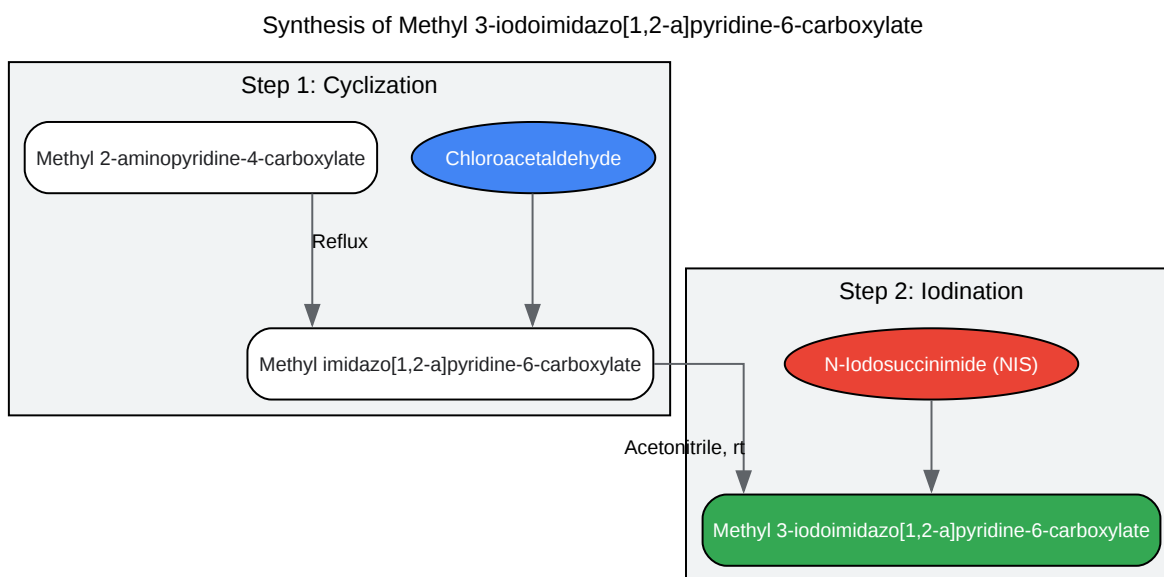 Synthesis of Methyl 3-iodoimidazo[1,2-a]pyridine-6-carboxylate
Step 1: Cyclization
Methyl 2-aminopyridine-4-carboxylate
Chloroacetaldehyde
Reflux
Methyl imidazo[1,2-a]pyridine-6-carboxylate
Step 2: Iodination
N-Iodosuccinimide (NIS)
Acetonitrile, rt
Methyl 3-iodoimidazo[1,2-a]pyridine-6-carboxylate